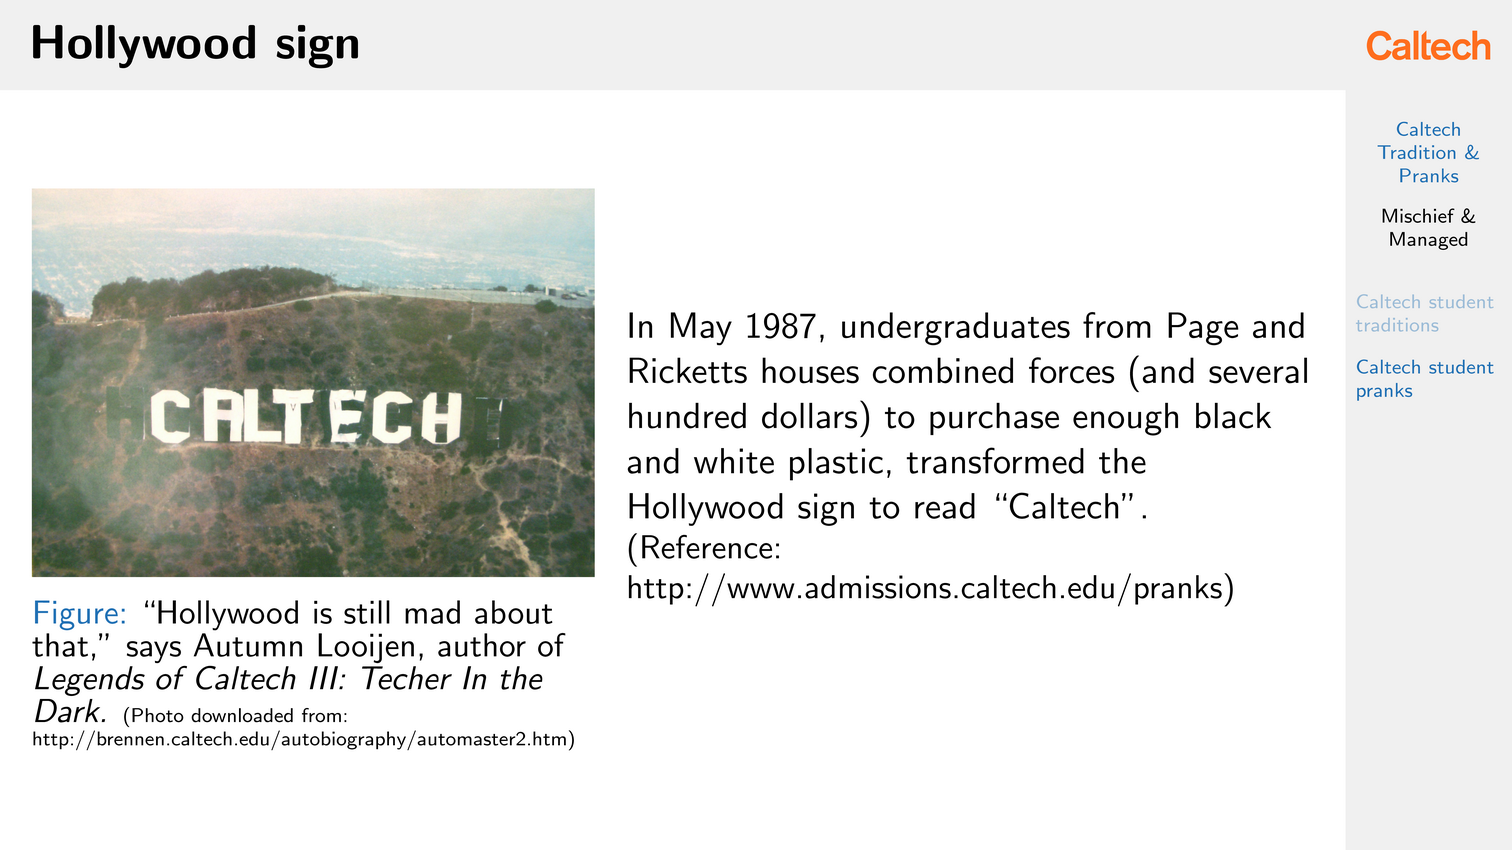 Hollywood sign
Caltech
Caltech
Tradition &
Pranks
Mischief &
Managed
Caltech student
traditions
Caltech student
pranks
CALTECH
Figure: “Hollywood is still mad about
that,” says Autumn Looijen, author of
Legends of Caltech III: Techer In the
Dark. (Photo downloaded from:
http://brennen.caltech.edu/autobiography/automaster2.htm)
In May 1987, undergraduates from Page and
Ricketts houses combined forces (and several
hundred dollars) to purchase enough black
and white plastic, transformed the
Hollywood sign to read “Caltech”.
(Reference:
http://www.admissions.caltech.edu/pranks)